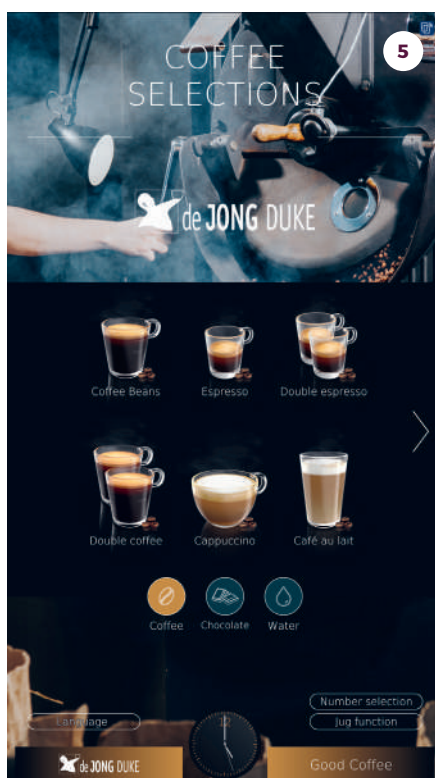 5
COFFEE
SELECTIONS
de JONG DUKE
Coffee Beans
Espresso
Double espresso
Double coffee
Cappuccino
Café au lait
Coffee
Chocolate
Water
Number selection
Language
Jug function
12
de JONG DUKE
Good Coffee